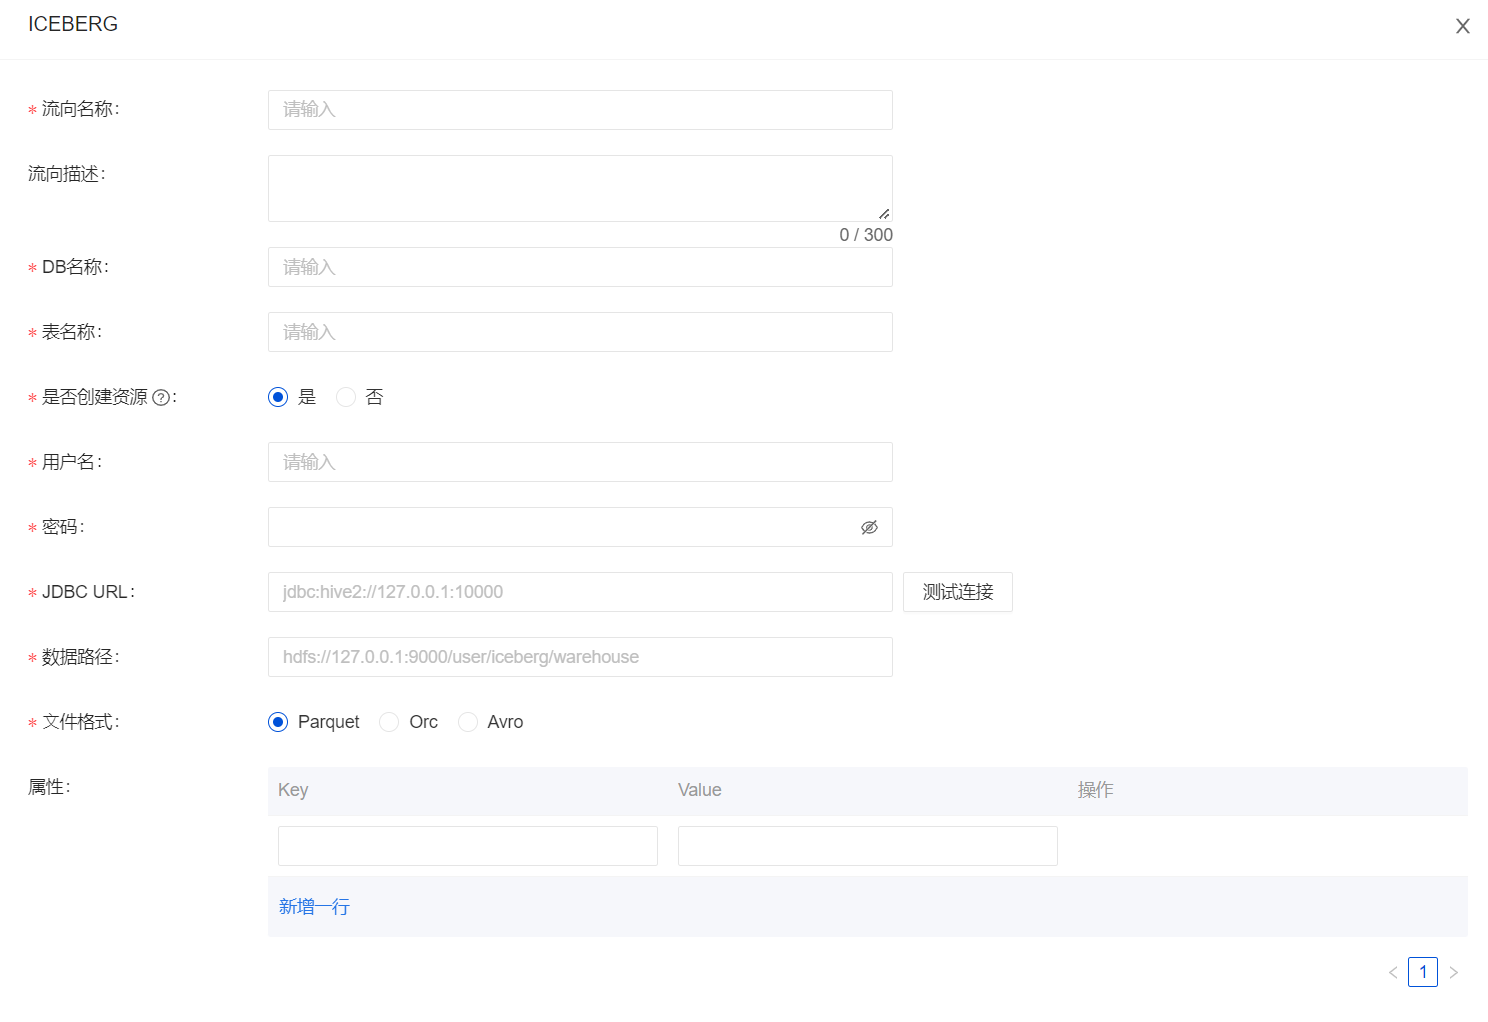 ICEBERG
* 流向名称: 请输入
流向描述:
0 / 300
* DB名称: 请输入
* 表名称: 请输入
* 是否创建资源?: 是 否
* 用户名: 请输入
* 密码:
* JDBC URL: jdbc:hive2://127.0.0.1:10000 测试连接
* 数据路径: hdfs://127.0.0.1:9000/user/iceberg/warehouse
* 文件格式: Parquet Orc Avro
属性: Key Value 操作
新增一行
< 1 >